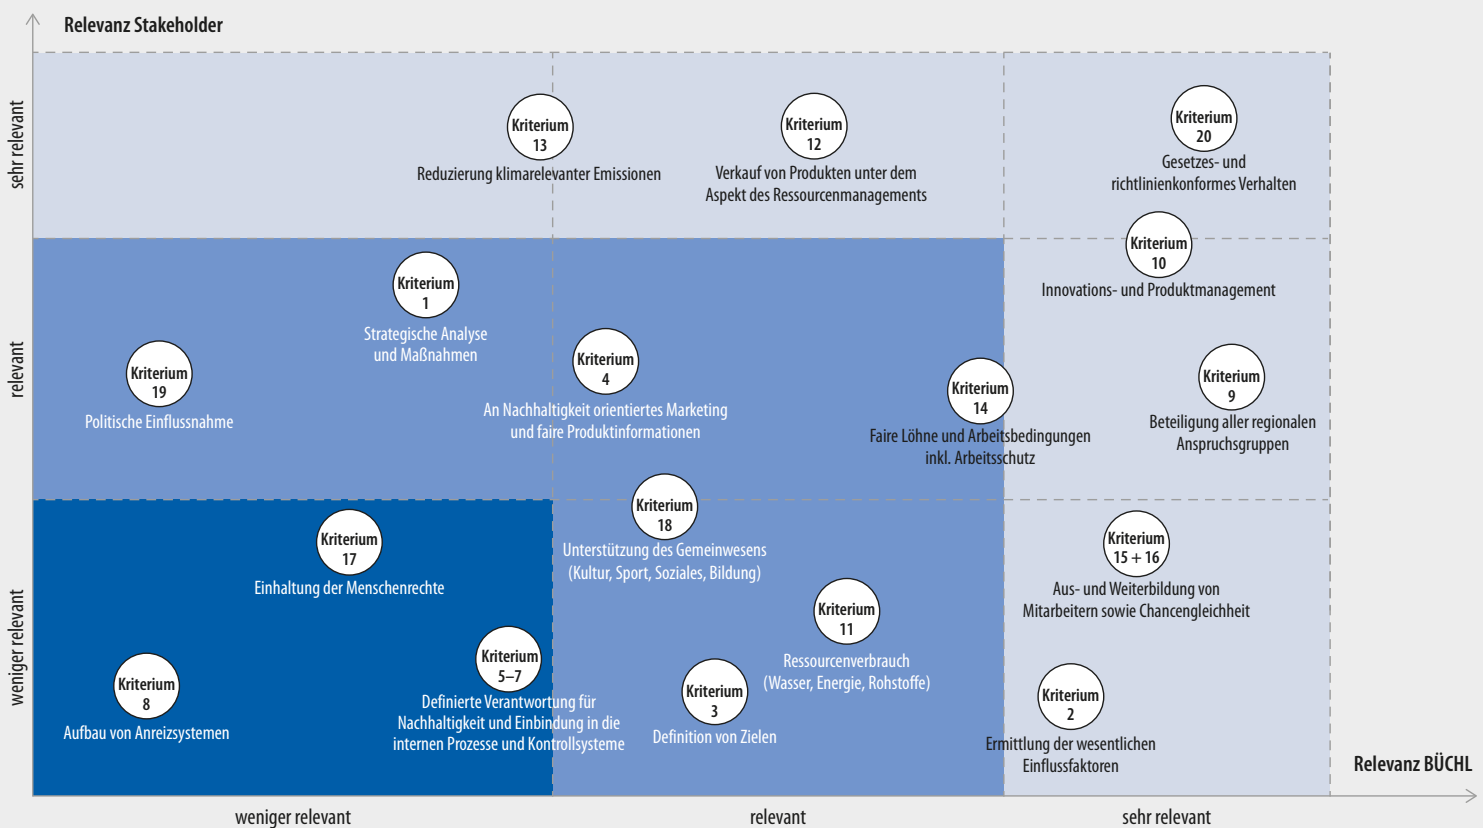 Relevanz Stakeholder
sehr relevant
relevant
weniger relevant
Kriterium
13
Reduzierung klimarelevanter Emissionen
Kriterium
12
Verkauf von Produkten unter dem
Aspekt des Ressourcenmanagements
Kriterium
20
Gesetzes- und
richtlinienkonformes Verhalten
Kriterium
10
Innovations- und Produktmanagement
Kriterium
1
Strategische Analyse
und Maßnahmen
Kriterium
19
Politische Einflussnahme
Kriterium
4
An Nachhaltigkeit orientiertes Marketing
und faire Produktinformationen
Kriterium
14
Faire Löhne und Arbeitsbedingungen
inkl. Arbeitsschutz
Kriterium
9
Beteiligung aller regionalen
Anspruchsgruppen
Kriterium
17
Einhaltung der Menschenrechte
Kriterium
18
Unterstützung des Gemeinwesens
(Kultur, Sport, Soziales, Bildung)
Kriterium
15 + 16
Aus- und Weiterbildung von
Mitarbeitern sowie Chancengleichheit
Kriterium
11
Ressourcenverbrauch
(Wasser, Energie, Rohstoffe)
Kriterium
8
Aufbau von Anreizsystemen
Kriterium
5–7
Definierte Verantwortung für
Nachhaltigkeit und Einbindung in die
internen Prozesse und Kontrollsysteme
Kriterium
3
Definition von Zielen
Kriterium
2
Ermittlung der wesentlichen
Einflussfaktoren
Relevanz BÜCHL
weniger relevant
relevant
sehr relevant